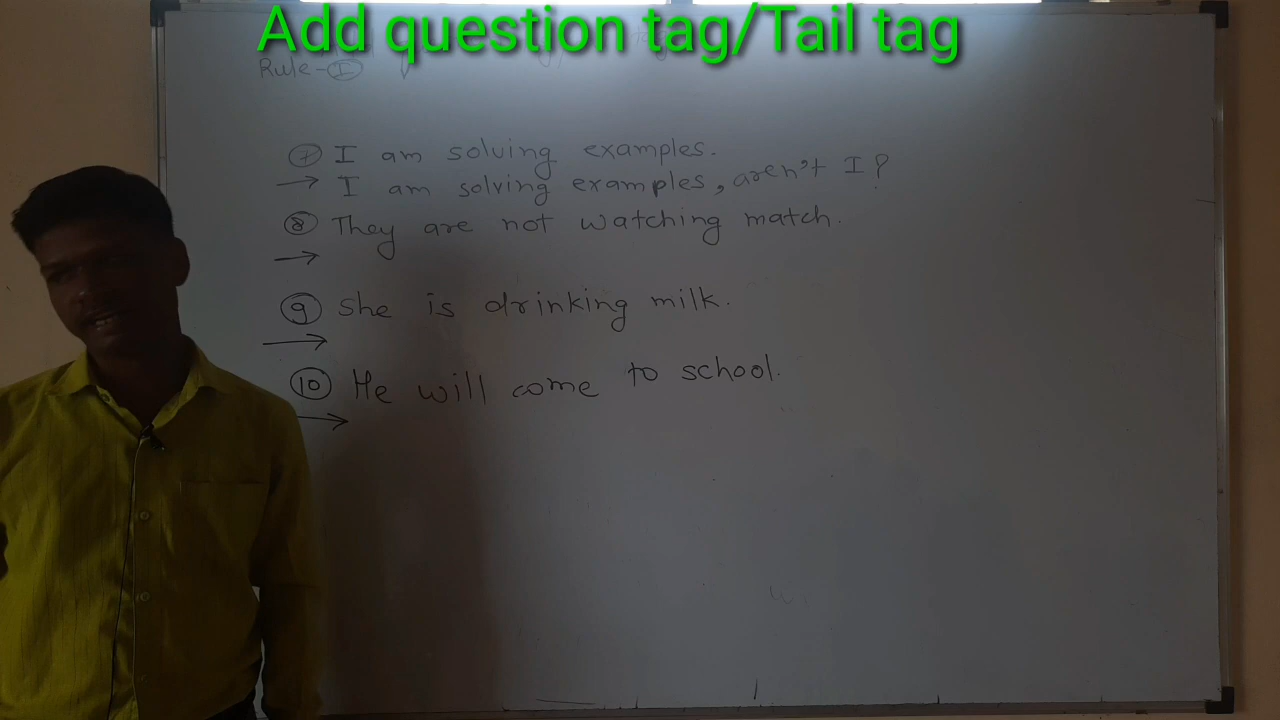 Add question tag/Tail tag
Rule-I
7 I am solving examples.
→ I am solving examples, aren't I?
8 They are not watching match.
→
9 She is drinking milk.
→
10 He will come to school.
→